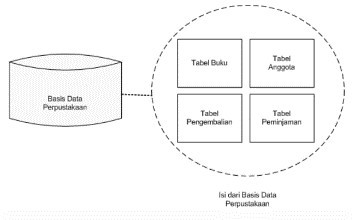 Basis Data
Perpustakaan
Tabel Buku
Tabel
Anggota
Tabel
Pengembalian
Tabel
Peminjaman
Isi dari Basis Data
Perpustakaan